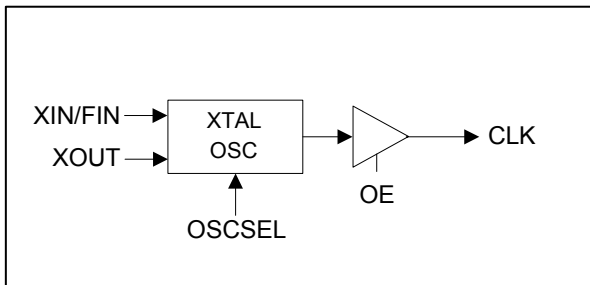 XIN/FIN
XOUT
XTAL
OSC
OSCSEL
OE
CLK